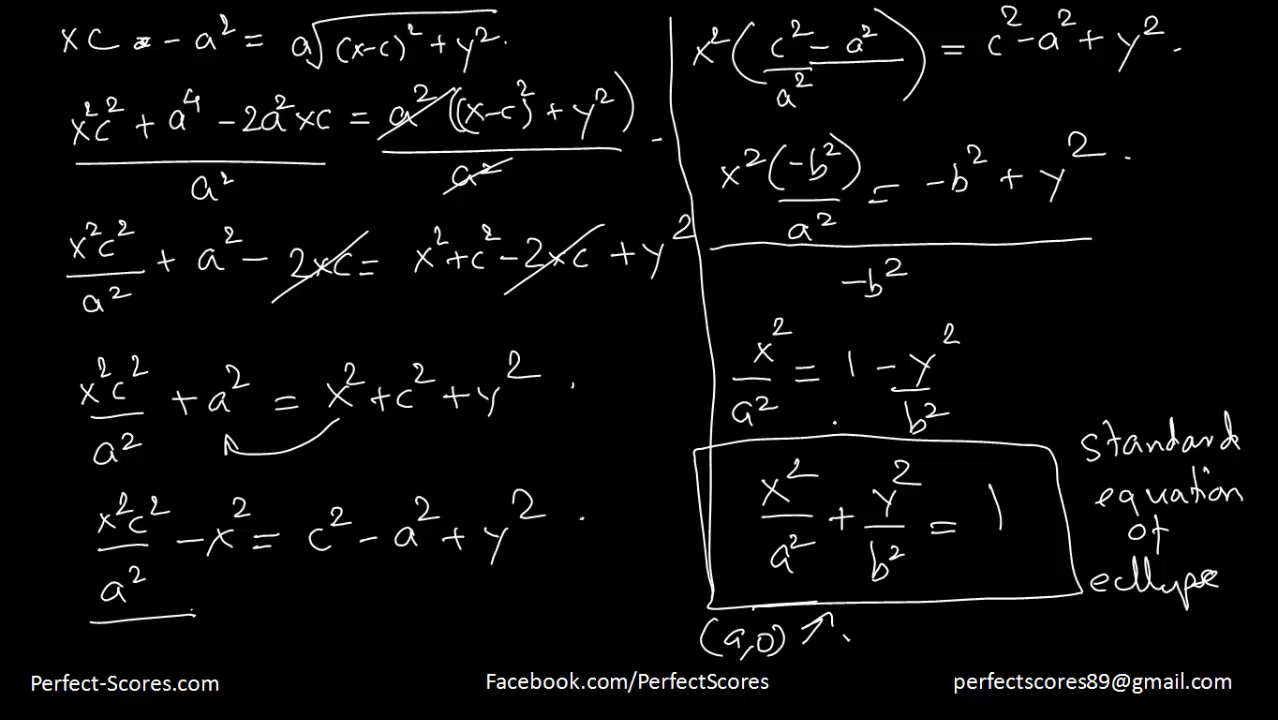 xc - a² = a√(x-c)² + y².
x²c² + a⁴ - 2a²xc / a² = a²((x-c)² + y²) / a²
x²c²/a² + a² - 2xc = x² + c² - 2xc + y²
x²c²/a² + a² = x² + c² + y².
x²c²/a² - x² = c² - a² + y².
x²(c² - a² / a²) = c² - a² + y².
x²(-b²)/a² = -b² + y².
-b²
x²/a² = 1 - y²/b²
x²/a² + y²/b² = 1
standard
equation
of
ecllypse
(a,0)
Perfect-Scores.com
Facebook.com/PerfectScores
perfectscores89@gmail.com